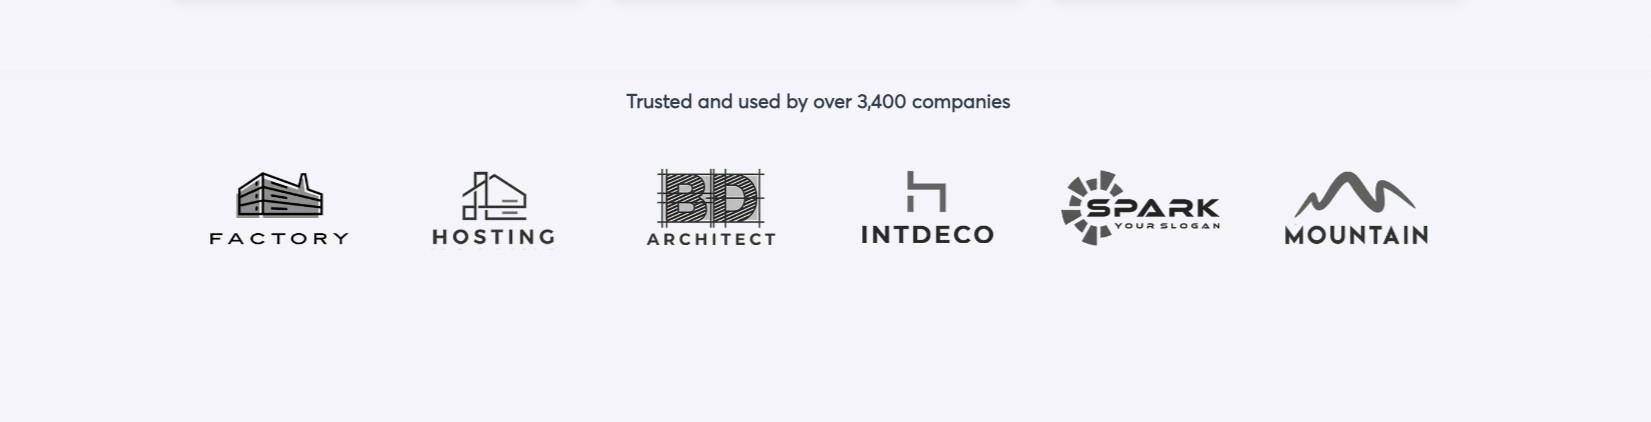 Trusted and used by over 3,400 companies
FACTORY
HOSTING
BD
ARCHITECT
INTDECO
SPARK
YOUR SLOGAN
MOUNTAIN